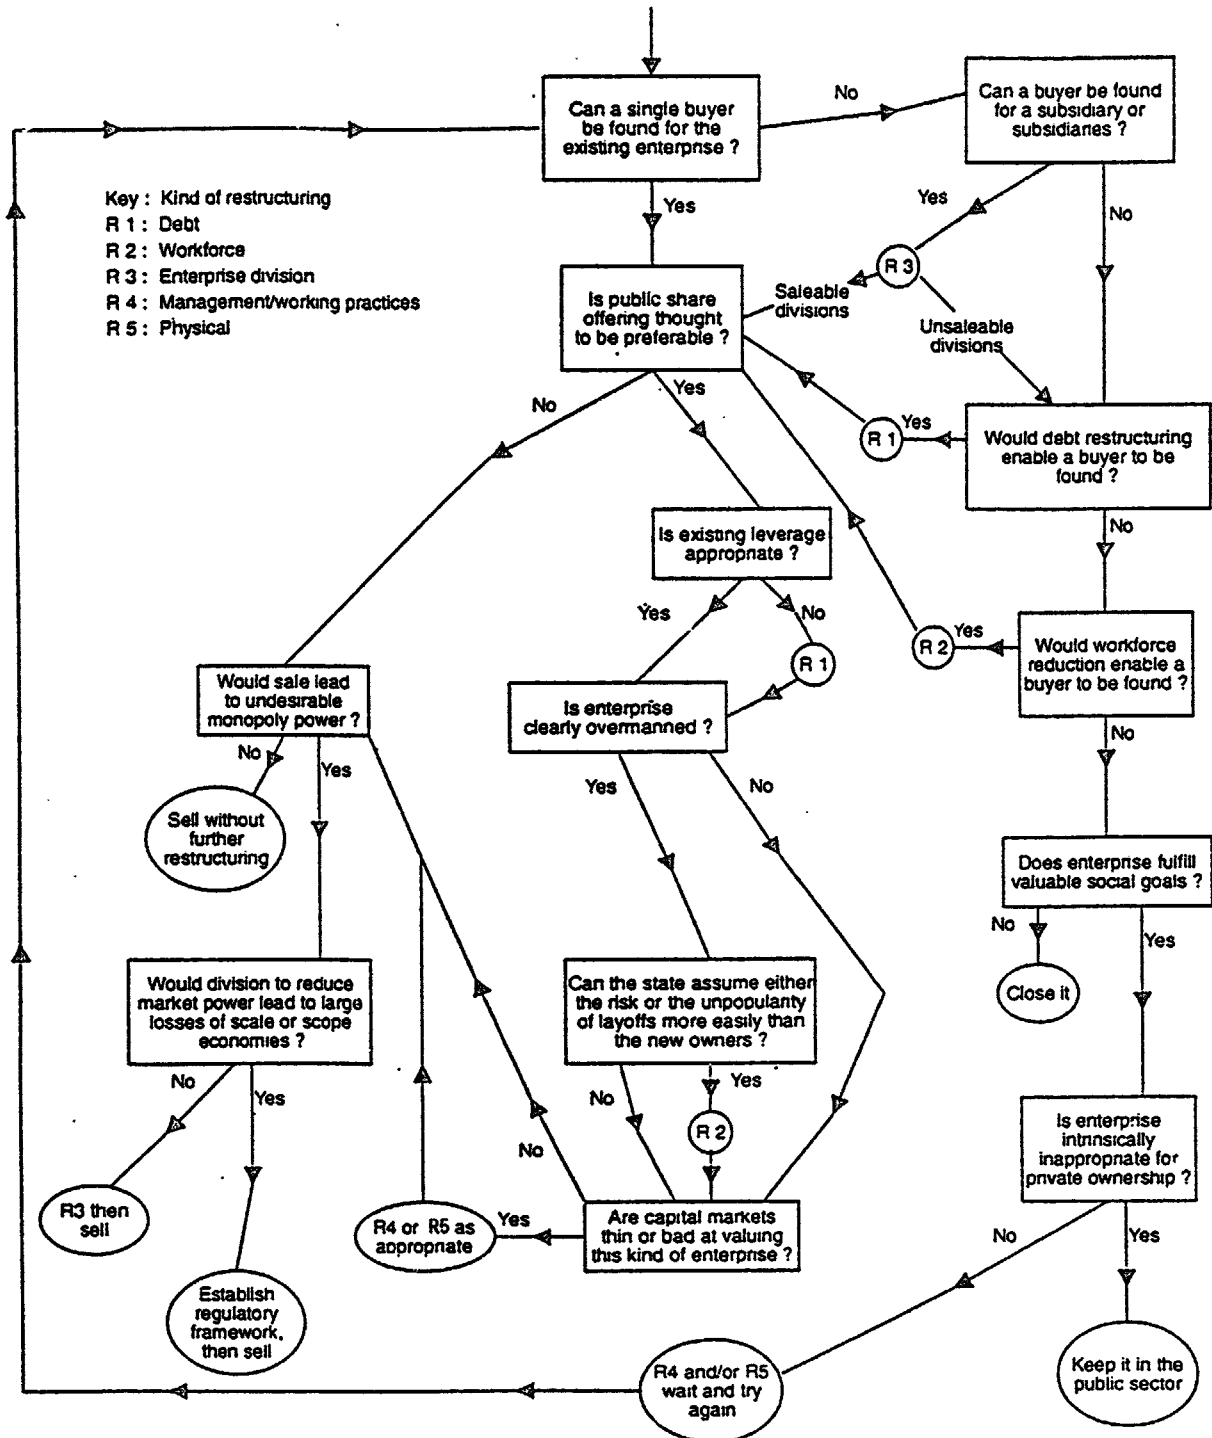 Can a single buyer
be found for the
existing enterprise ?
No
Can a buyer be found
for a subsidiary or
subsidiaries ?
Key : Kind of restructuring
R 1 : Debt
R 2 : Workforce
R 3 : Enterprise division
R 4 : Management/working practices
R 5 : Physical
Yes
Yes
No
R 3
Saleable
divisions
Unsaleable
divisions
Is public share
offering thought
to be preferable ?
No
Yes
R 1
Yes
Would debt restructuring
enable a buyer to be
found ?
No
Is existing leverage
appropriate ?
Yes
No
R 1
R 2
Yes
Would workforce
reduction enable a
buyer to be found ?
No
Would sale lead
to undesirable
monopoly power ?
No
Yes
Is enterprise
clearly overmanned ?
Yes
No
Sell without
further
restructuring
Does enterprise fulfill
valuable social goals ?
No
Yes
Close it
Would division to reduce
market power lead to large
losses of scale or scope
economies ?
No
Yes
Can the state assume either
the risk or the unpopularity
of layoffs more easily than
the new owners ?
No
Yes
R 2
Is enterprise
intrinsically
inappropriate for
private ownership ?
No
Yes
R3 then
sell
Establish
regulatory
framework,
then sell
R4 or R5 as
appropriate
Yes
No
Are capital markets
thin or bad at valuing
this kind of enterprise ?
R4 and/or R5
wait and try
again
Keep it in the
public sector